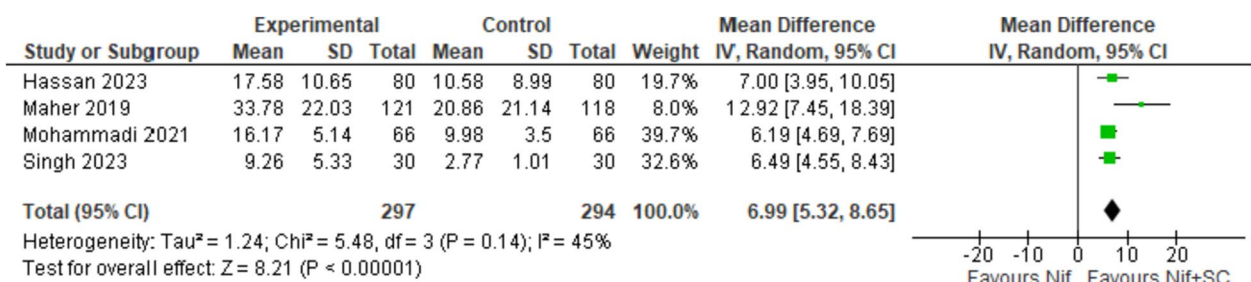 Experimental Control Mean Difference Mean Difference
Study or Subgroup Mean SD Total Mean SD Total Weight IV, Random, 95% CI IV, Random, 95% CI
Hassan 2023 17.58 10.65 80 10.58 8.99 80 19.7% 7.00 [3.95, 10.05]
Maher 2019 33.78 22.03 121 20.86 21.14 118 8.0% 12.92 [7.45, 18.39]
Mohammadi 2021 16.17 5.14 66 9.98 3.5 66 39.7% 6.19 [4.69, 7.69]
Singh 2023 9.26 5.33 30 2.77 1.01 30 32.6% 6.49 [4.55, 8.43]
Total (95% CI) 297 294 100.0% 6.99 [5.32, 8.65]
Heterogeneity: Tau² = 1.24; Chi² = 5.48, df = 3 (P = 0.14); I² = 45%
Test for overall effect: Z = 8.21 (P < 0.00001)
-20 -10 0 10 20
Favours Nif Favours Nif+SC